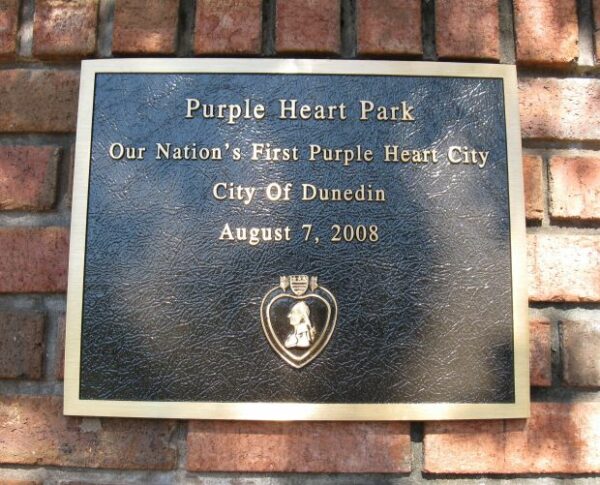 Purple Heart Park
Our Nation's First Purple Heart City
City Of Dunedin
August 7, 2008